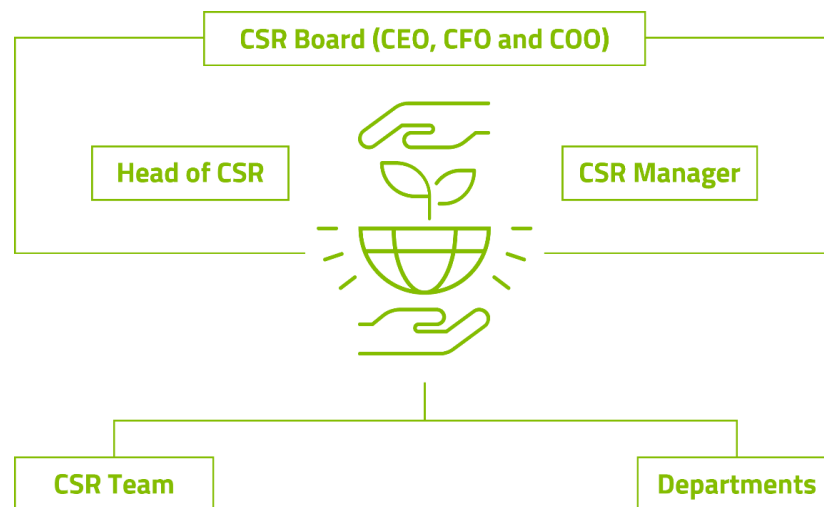 CSR Board (CEO, CFO and COO)
Head of CSR
CSR Manager
CSR Team
Departments